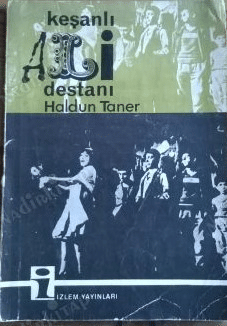 keşanlı
ALi
destanı
Haldun Taner
i
İZLEM YAYINLARI